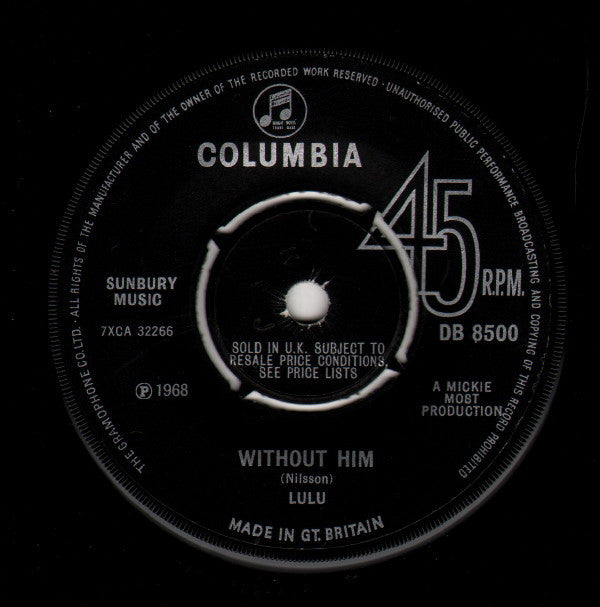 THE GRAMOPHONE CO. LTD. · ALL RIGHTS OF THE MANUFACTURER AND OF THE OWNER OF THE RECORDED WORK RESERVED · UNAUTHORISED PUBLIC PERFORMANCE BROADCASTING AND COPYING OF THIS RECORD PROHIBITED
COLUMBIA
45
R.P.M.
SUNBURY
MUSIC
7XCA 32266
DB 8500
SOLD IN U.K. SUBJECT TO
RESALE PRICE CONDITIONS,
SEE PRICE LISTS
℗ 1968
A MICKIE
MOST
PRODUCTION
WITHOUT HIM
(Nilsson)
LULU
MADE IN GT. BRITAIN